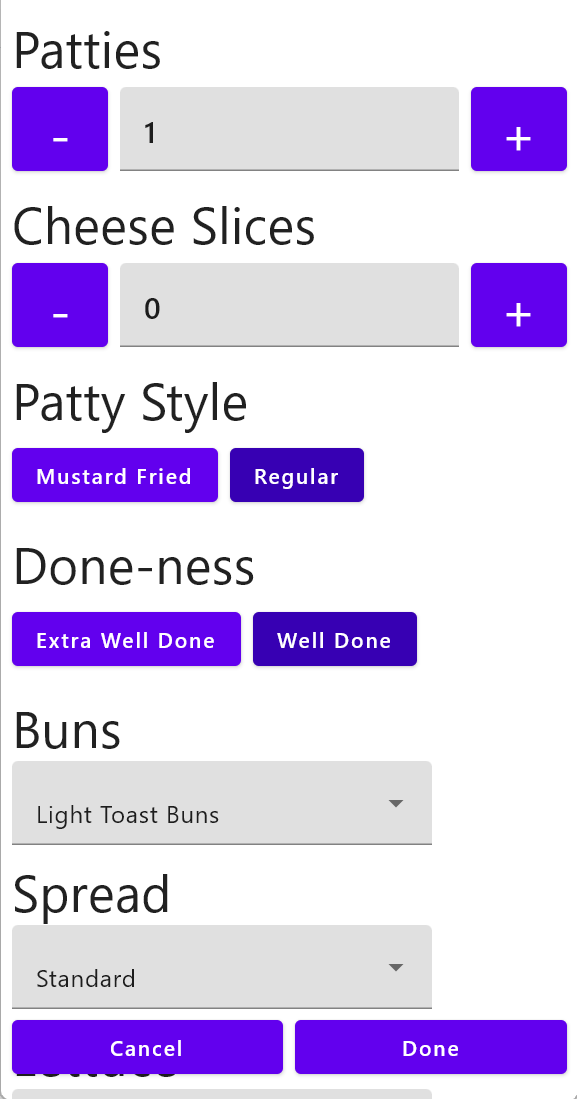 Patties
- 1 +
Cheese Slices
- 0 +
Patty Style
Mustard Fried Regular
Done-ness
Extra Well Done Well Done
Buns
Light Toast Buns
Spread
Standard
Cancel Done